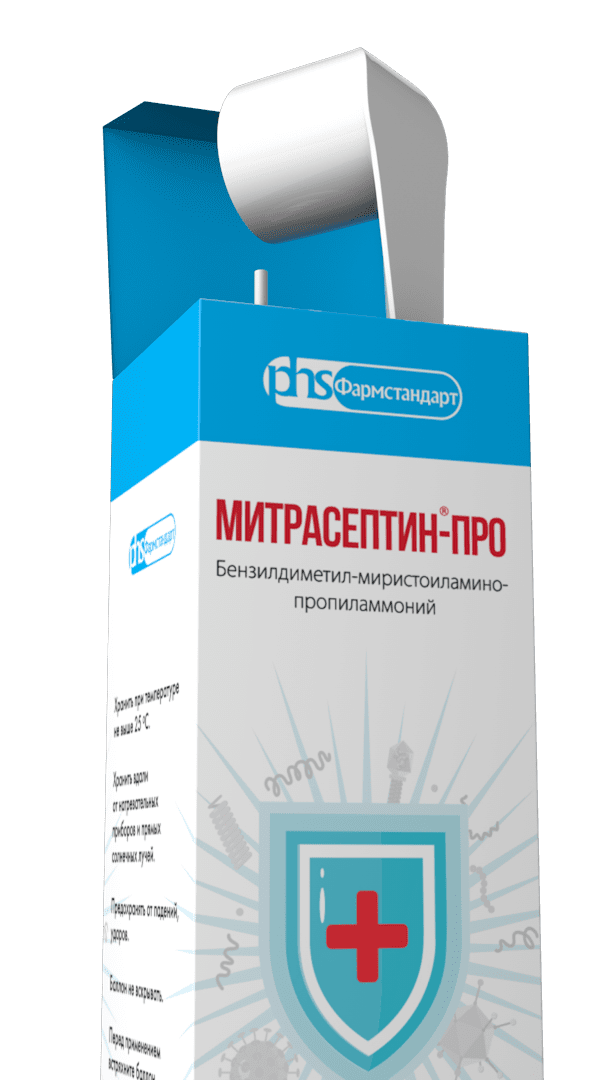 phs Фармстандарт
МИТРАСЕПТИН®-ПРО
Бензилдиметил-миристоиламино-
пропиламмоний
phs Фармстандарт
Хранить при температуре
не выше 25 °С.
Хранить вдали
от нагревательных
приборов и прямых
солнечных лучей.
Предохранять от падений,
ударов.
Баллон не вскрывать.
Перед применением
встряхните баллон